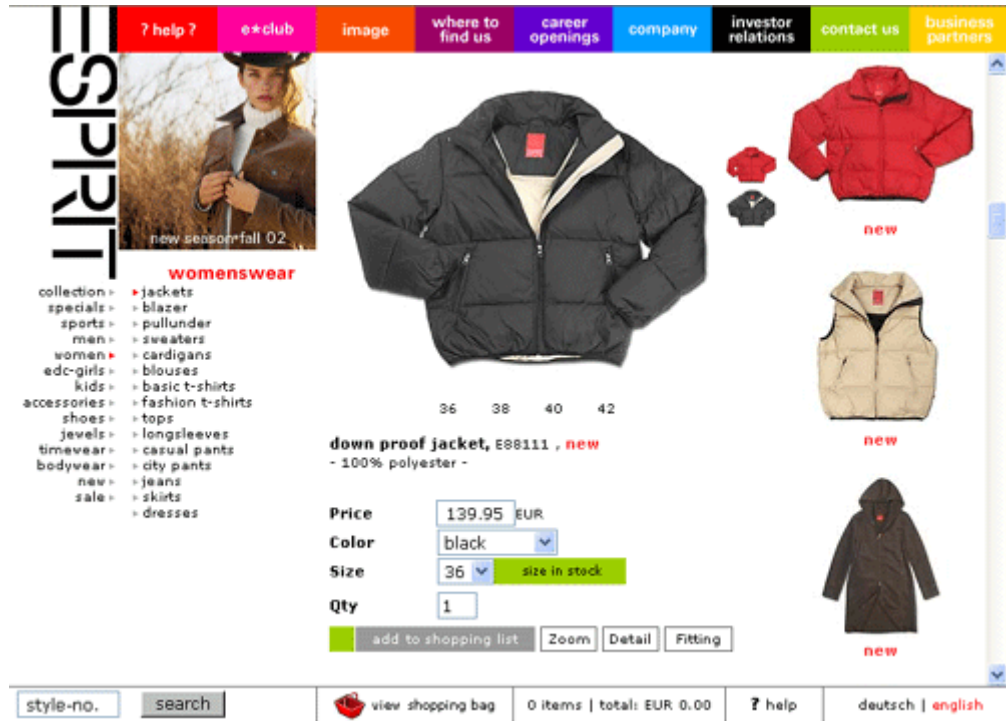 ESPRIT
? help ?
e★club
image
where to
find us
career
openings
company
investor
relations
contact us
business
partners
new season•fall 02
womenswear
collection
specials
sports
men
women
edc-girls
kids
accessories
shoes
jewels
timewear
bodywear
new
sale
jackets
blazer
pullunder
sweaters
cardigans
blouses
basic t-shirts
fashion t-shirts
tops
longsleeves
casual pants
city pants
jeans
skirts
dresses
36 38 40 42
down proof jacket, E88111 , new
- 100% polyester -
Price 139.95 EUR
Color black
Size 36 size in stock
Qty 1
add to shopping list Zoom Detail Fitting
new
new
new
style-no. search view shopping bag 0 items | total: EUR 0.00 ? help deutsch | english